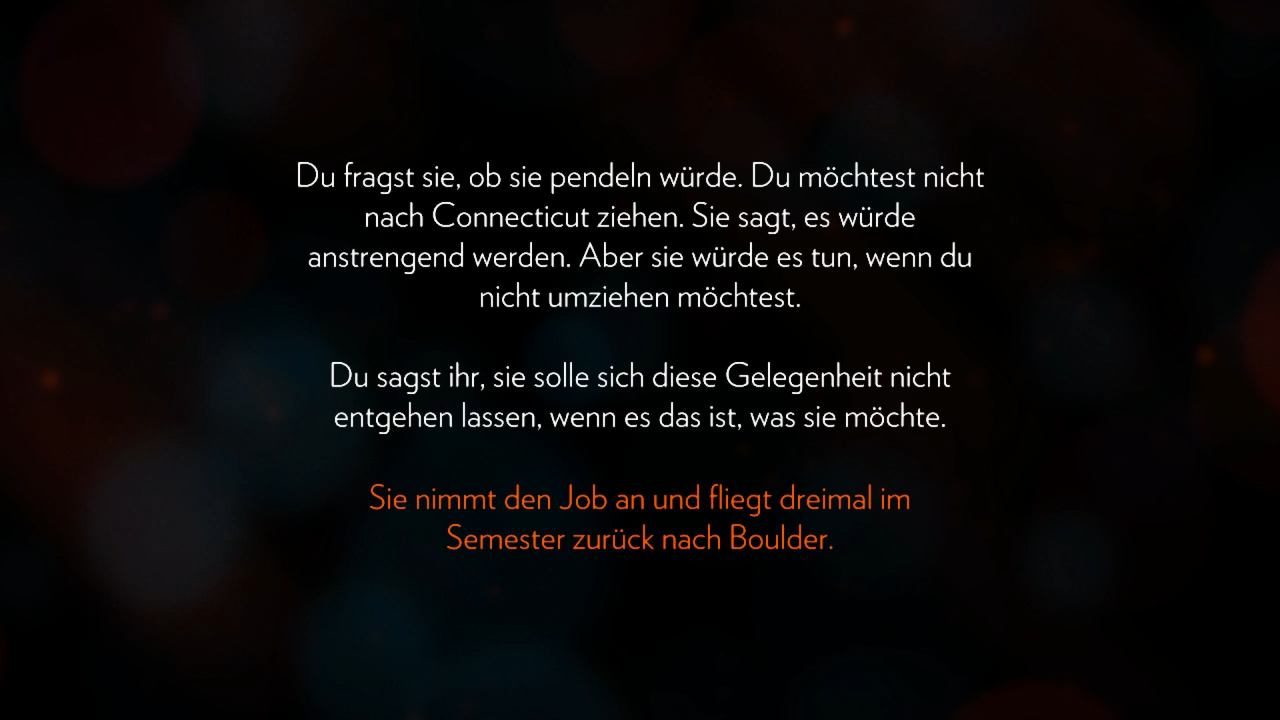 Du fragst sie, ob sie pendeln würde. Du möchtest nicht
nach Connecticut ziehen. Sie sagt, es würde
anstrengend werden. Aber sie würde es tun, wenn du
nicht umziehen möchtest.
Du sagst ihr, sie solle sich diese Gelegenheit nicht
entgehen lassen, wenn es das ist, was sie möchte.
Sie nimmt den Job an und fliegt dreimal im
Semester zurück nach Boulder.